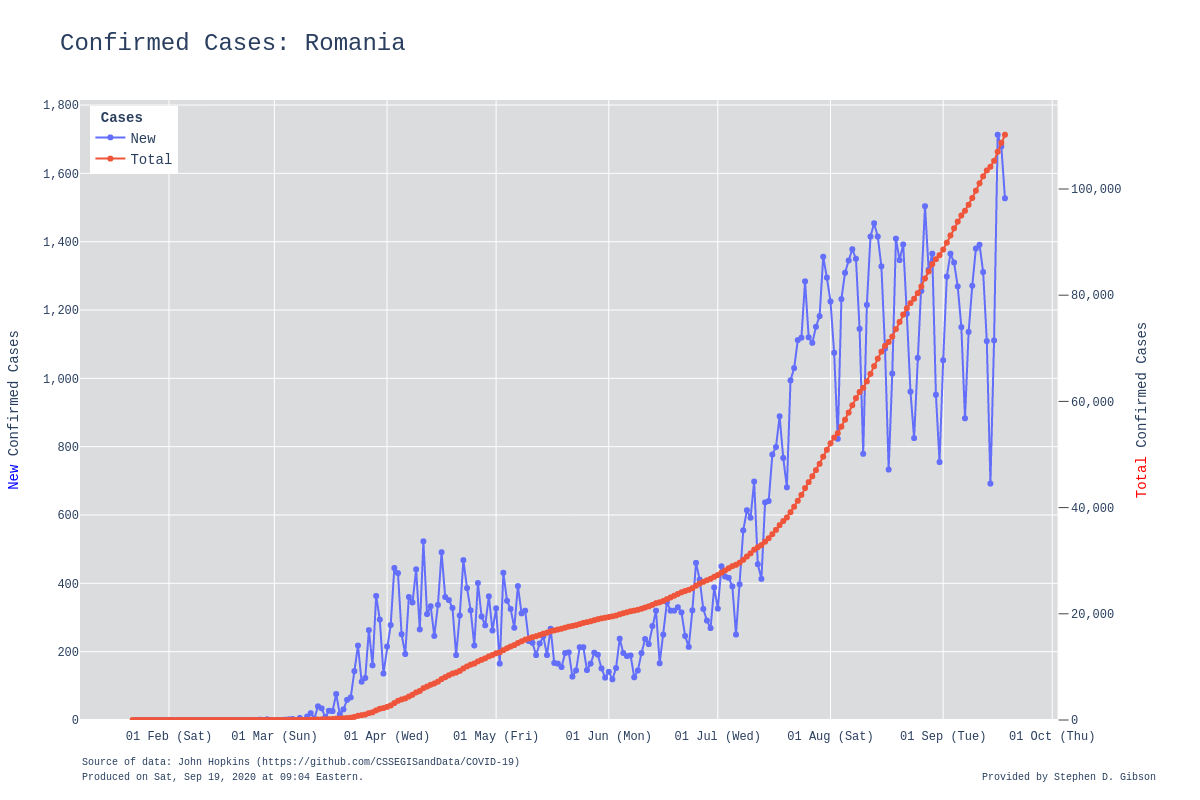 Confirmed Cases: Romania
Cases
New
Total
1,800
1,600
1,400
1,200
1,000
800
600
400
200
0
New Confirmed Cases
100,000
80,000
60,000
40,000
20,000
0
Total Confirmed Cases
01 Feb (Sat) 01 Mar (Sun) 01 Apr (Wed) 01 May (Fri) 01 Jun (Mon) 01 Jul (Wed) 01 Aug (Sat) 01 Sep (Tue) 01 Oct (Thu)
Source of data: John Hopkins (https://github.com/CSSEGISandData/COVID-19)
Produced on Sat, Sep 19, 2020 at 09:04 Eastern.
Provided by Stephen D. Gibson